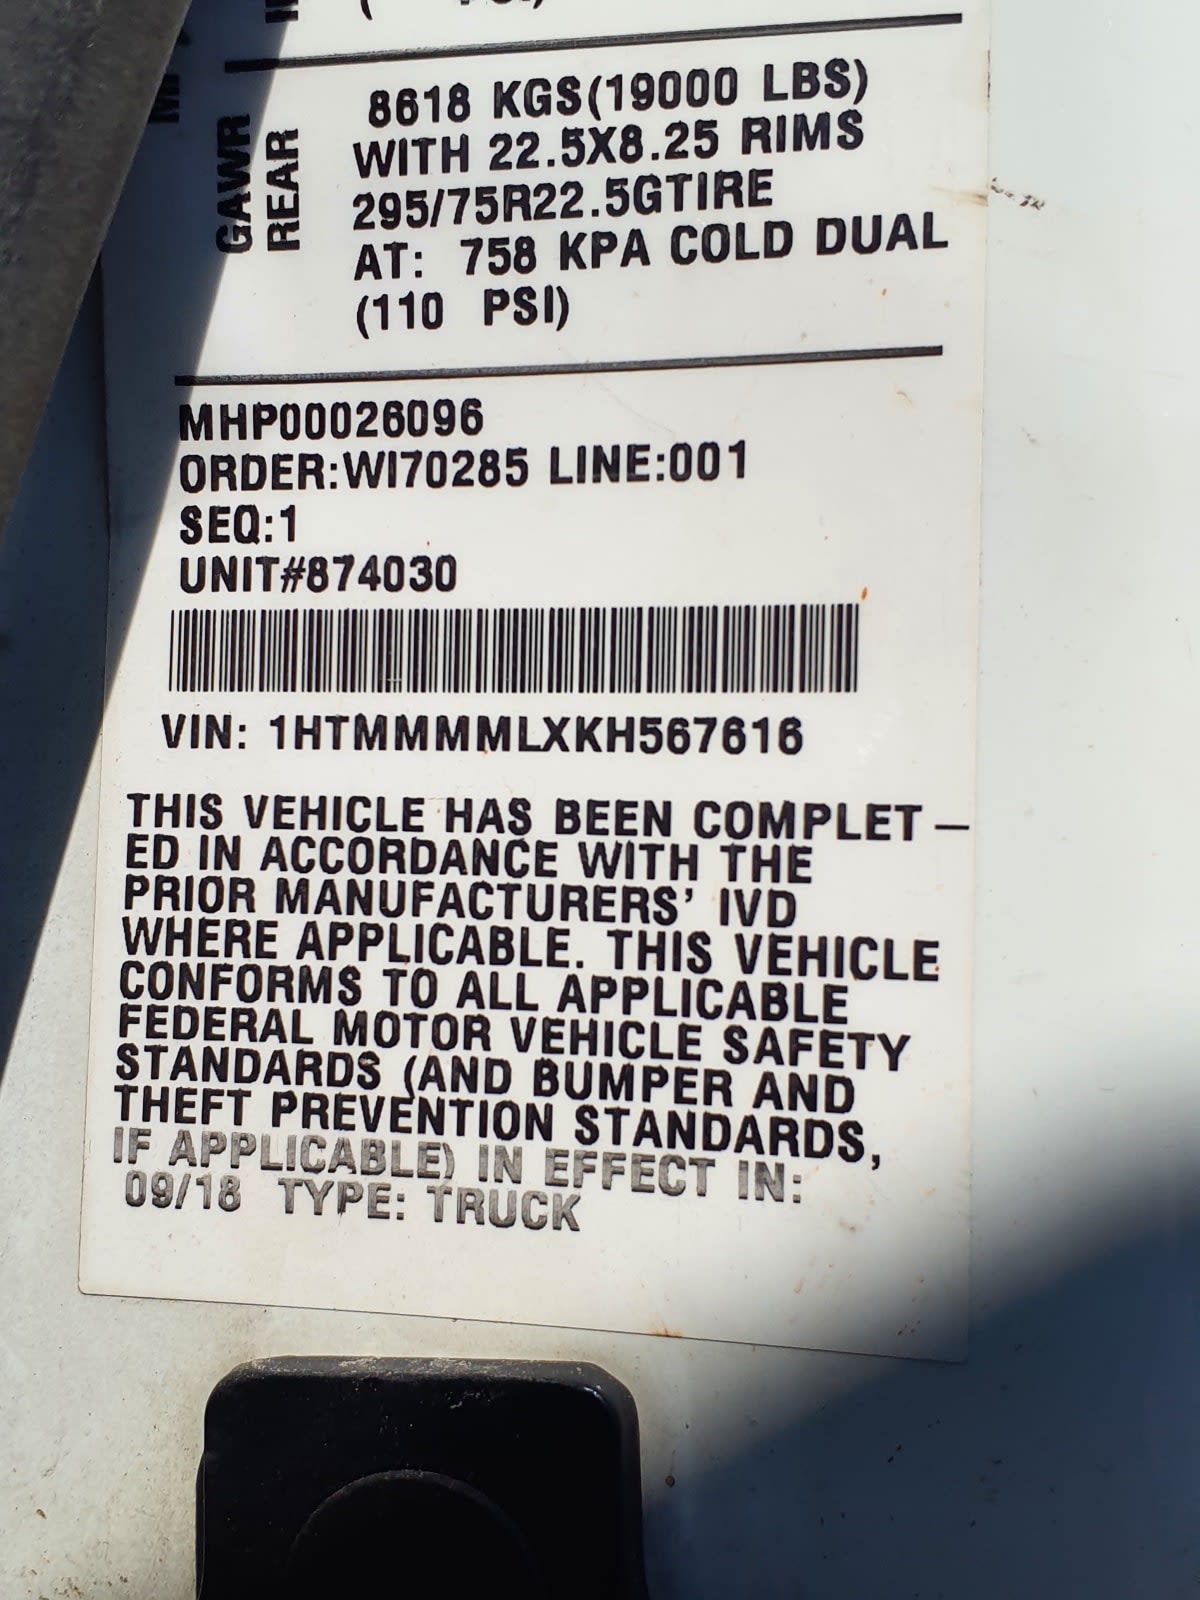 PSI)
GAWR
REAR
8618 KGS(19000 LBS)
WITH 22.5X8.25 RIMS
295/75R22.5GTIRE
AT: 758 KPA COLD DUAL
(110 PSI)
MHP00026096
ORDER:WI70285 LINE:001
SEQ:1
UNIT#874030
VIN: 1HTMMMMMLXKH567616
THIS VEHICLE HAS BEEN COMPLET-
ED IN ACCORDANCE WITH THE
PRIOR MANUFACTURERS' IVD
WHERE APPLICABLE. THIS VEHICLE
CONFORMS TO ALL APPLICABLE
FEDERAL MOTOR VEHICLE SAFETY
STANDARDS (AND BUMPER AND
THEFT PREVENTION STANDARDS,
IF APPLICABLE) IN EFFECT IN:
09/18 TYPE: TRUCK